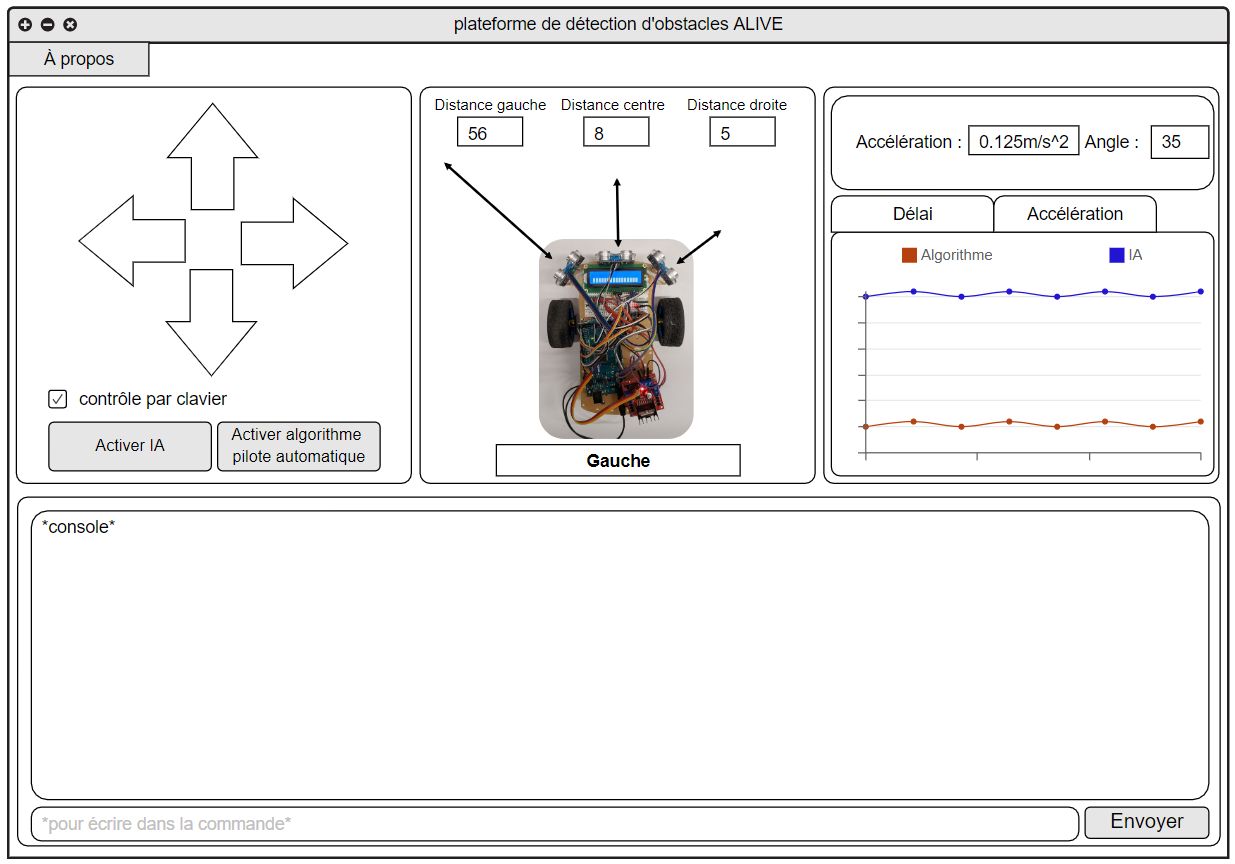 plateforme de détection d'obstacles ALIVE
À propos
Distance gauche
Distance centre
Distance droite
56
8
5
Accélération :
0.125m/s^2
Angle :
35
Délai
Accélération
Algorithme
IA
contrôle par clavier
Activer IA
Activer algorithme
pilote automatique
Gauche
*console*
*pour écrire dans la commande*
Envoyer